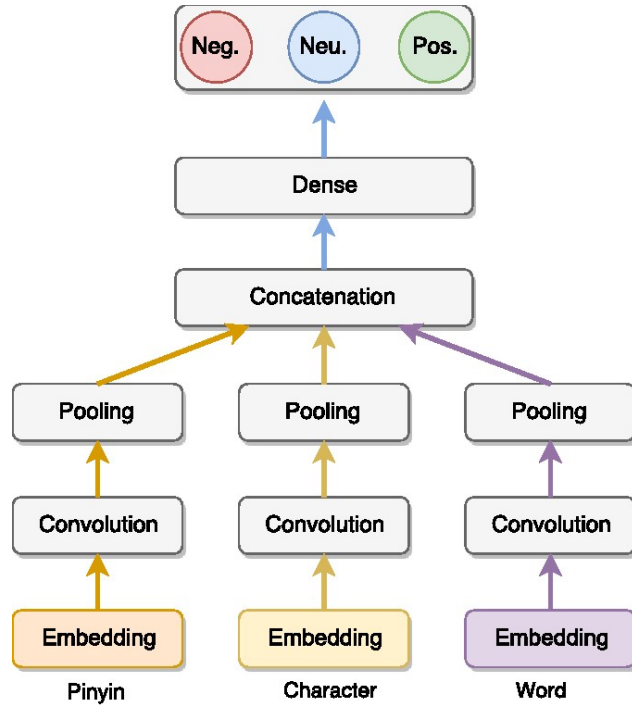 Neg. Neu. Pos.
Dense
Concatenation
Pooling Pooling Pooling
Convolution Convolution Convolution
Embedding Embedding Embedding
Pinyin Character Word